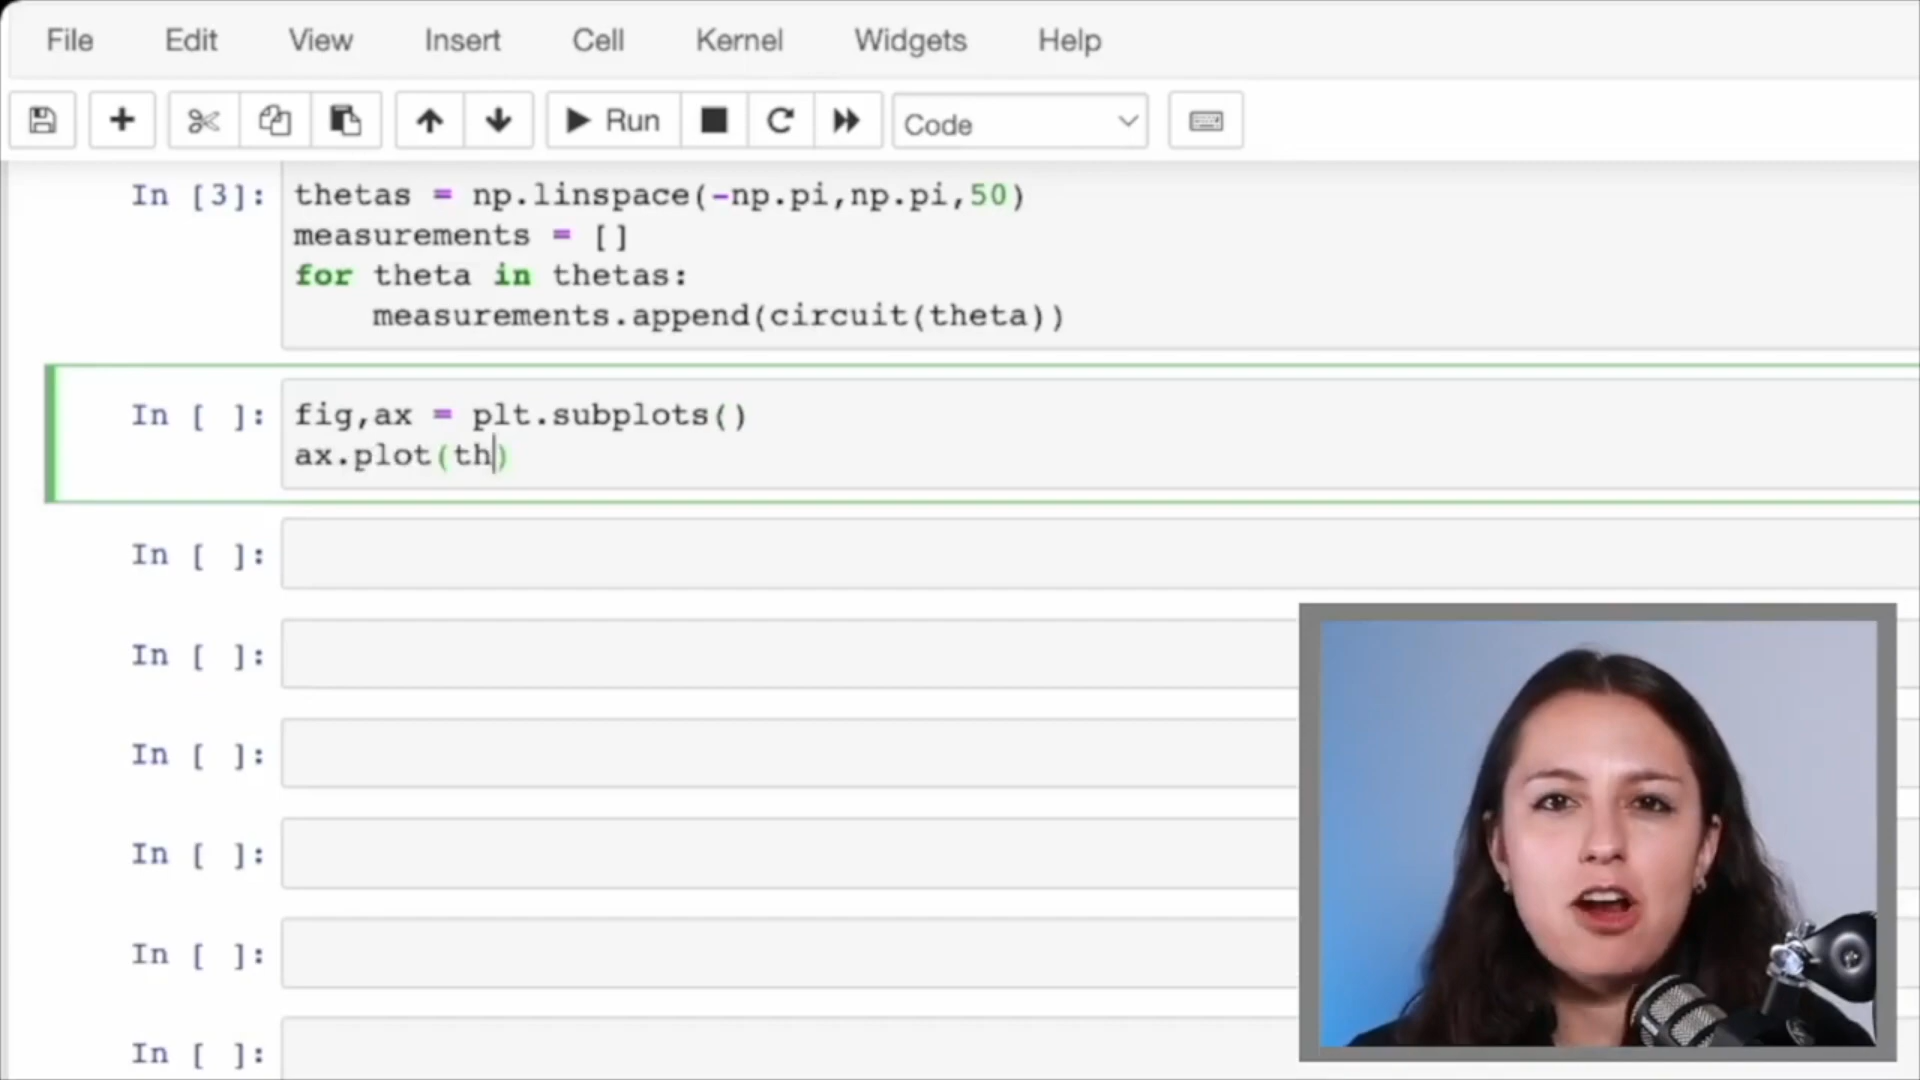 File Edit View Insert Cell Kernel Widgets Help
Run Code
In [3]: thetas = np.linspace(-np.pi,np.pi,50)
measurements = []
for theta in thetas:
    measurements.append(circuit(theta))
In [ ]: fig,ax = plt.subplots()
ax.plot(th)
In [ ]:
In [ ]:
In [ ]:
In [ ]:
In [ ]:
In [ ]: